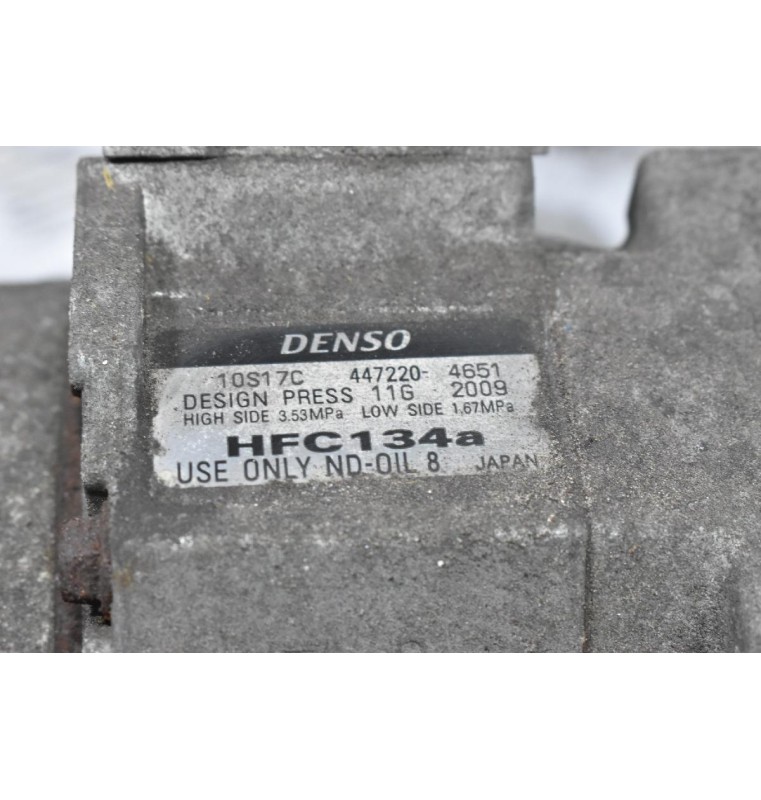 DENSO
10S17C 447220- 4651
DESIGN PRESS 11G 2009
HIGH SIDE 3.53MPa LOW SIDE 1.67MPa
HFC134a
USE ONLY ND-OIL 8 JAPAN